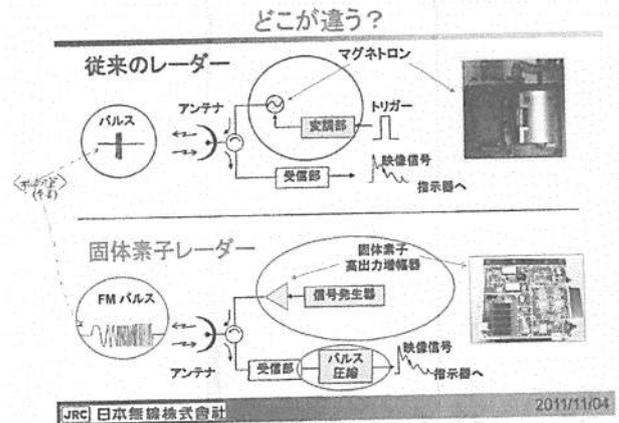 どこが違う？
従来のレーダー
マグネトロン
パルス
アンテナ
変調部
トリガー
受信部
映像信号
指示器へ
固体素子レーダー
固体素子
高出力増幅器
FM パルス
信号発生器
アンテナ
受信部
パルス
圧縮
映像信号
指示器へ
JRC 日本無線株式會社
2011/11/04